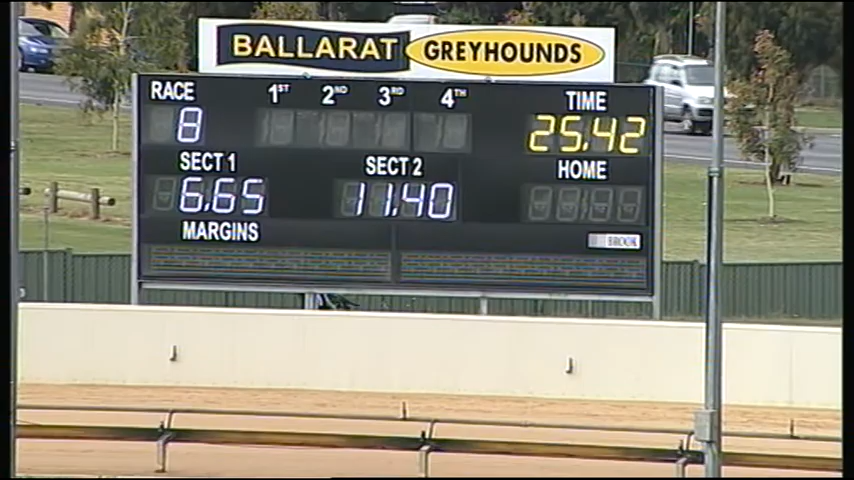 BALLARAT GREYHOUNDS
RACE 1ST 2ND 3RD 4TH TIME
8 25.42
SECT 1 SECT 2 HOME
6.65 11.40
MARGINS
BROOK